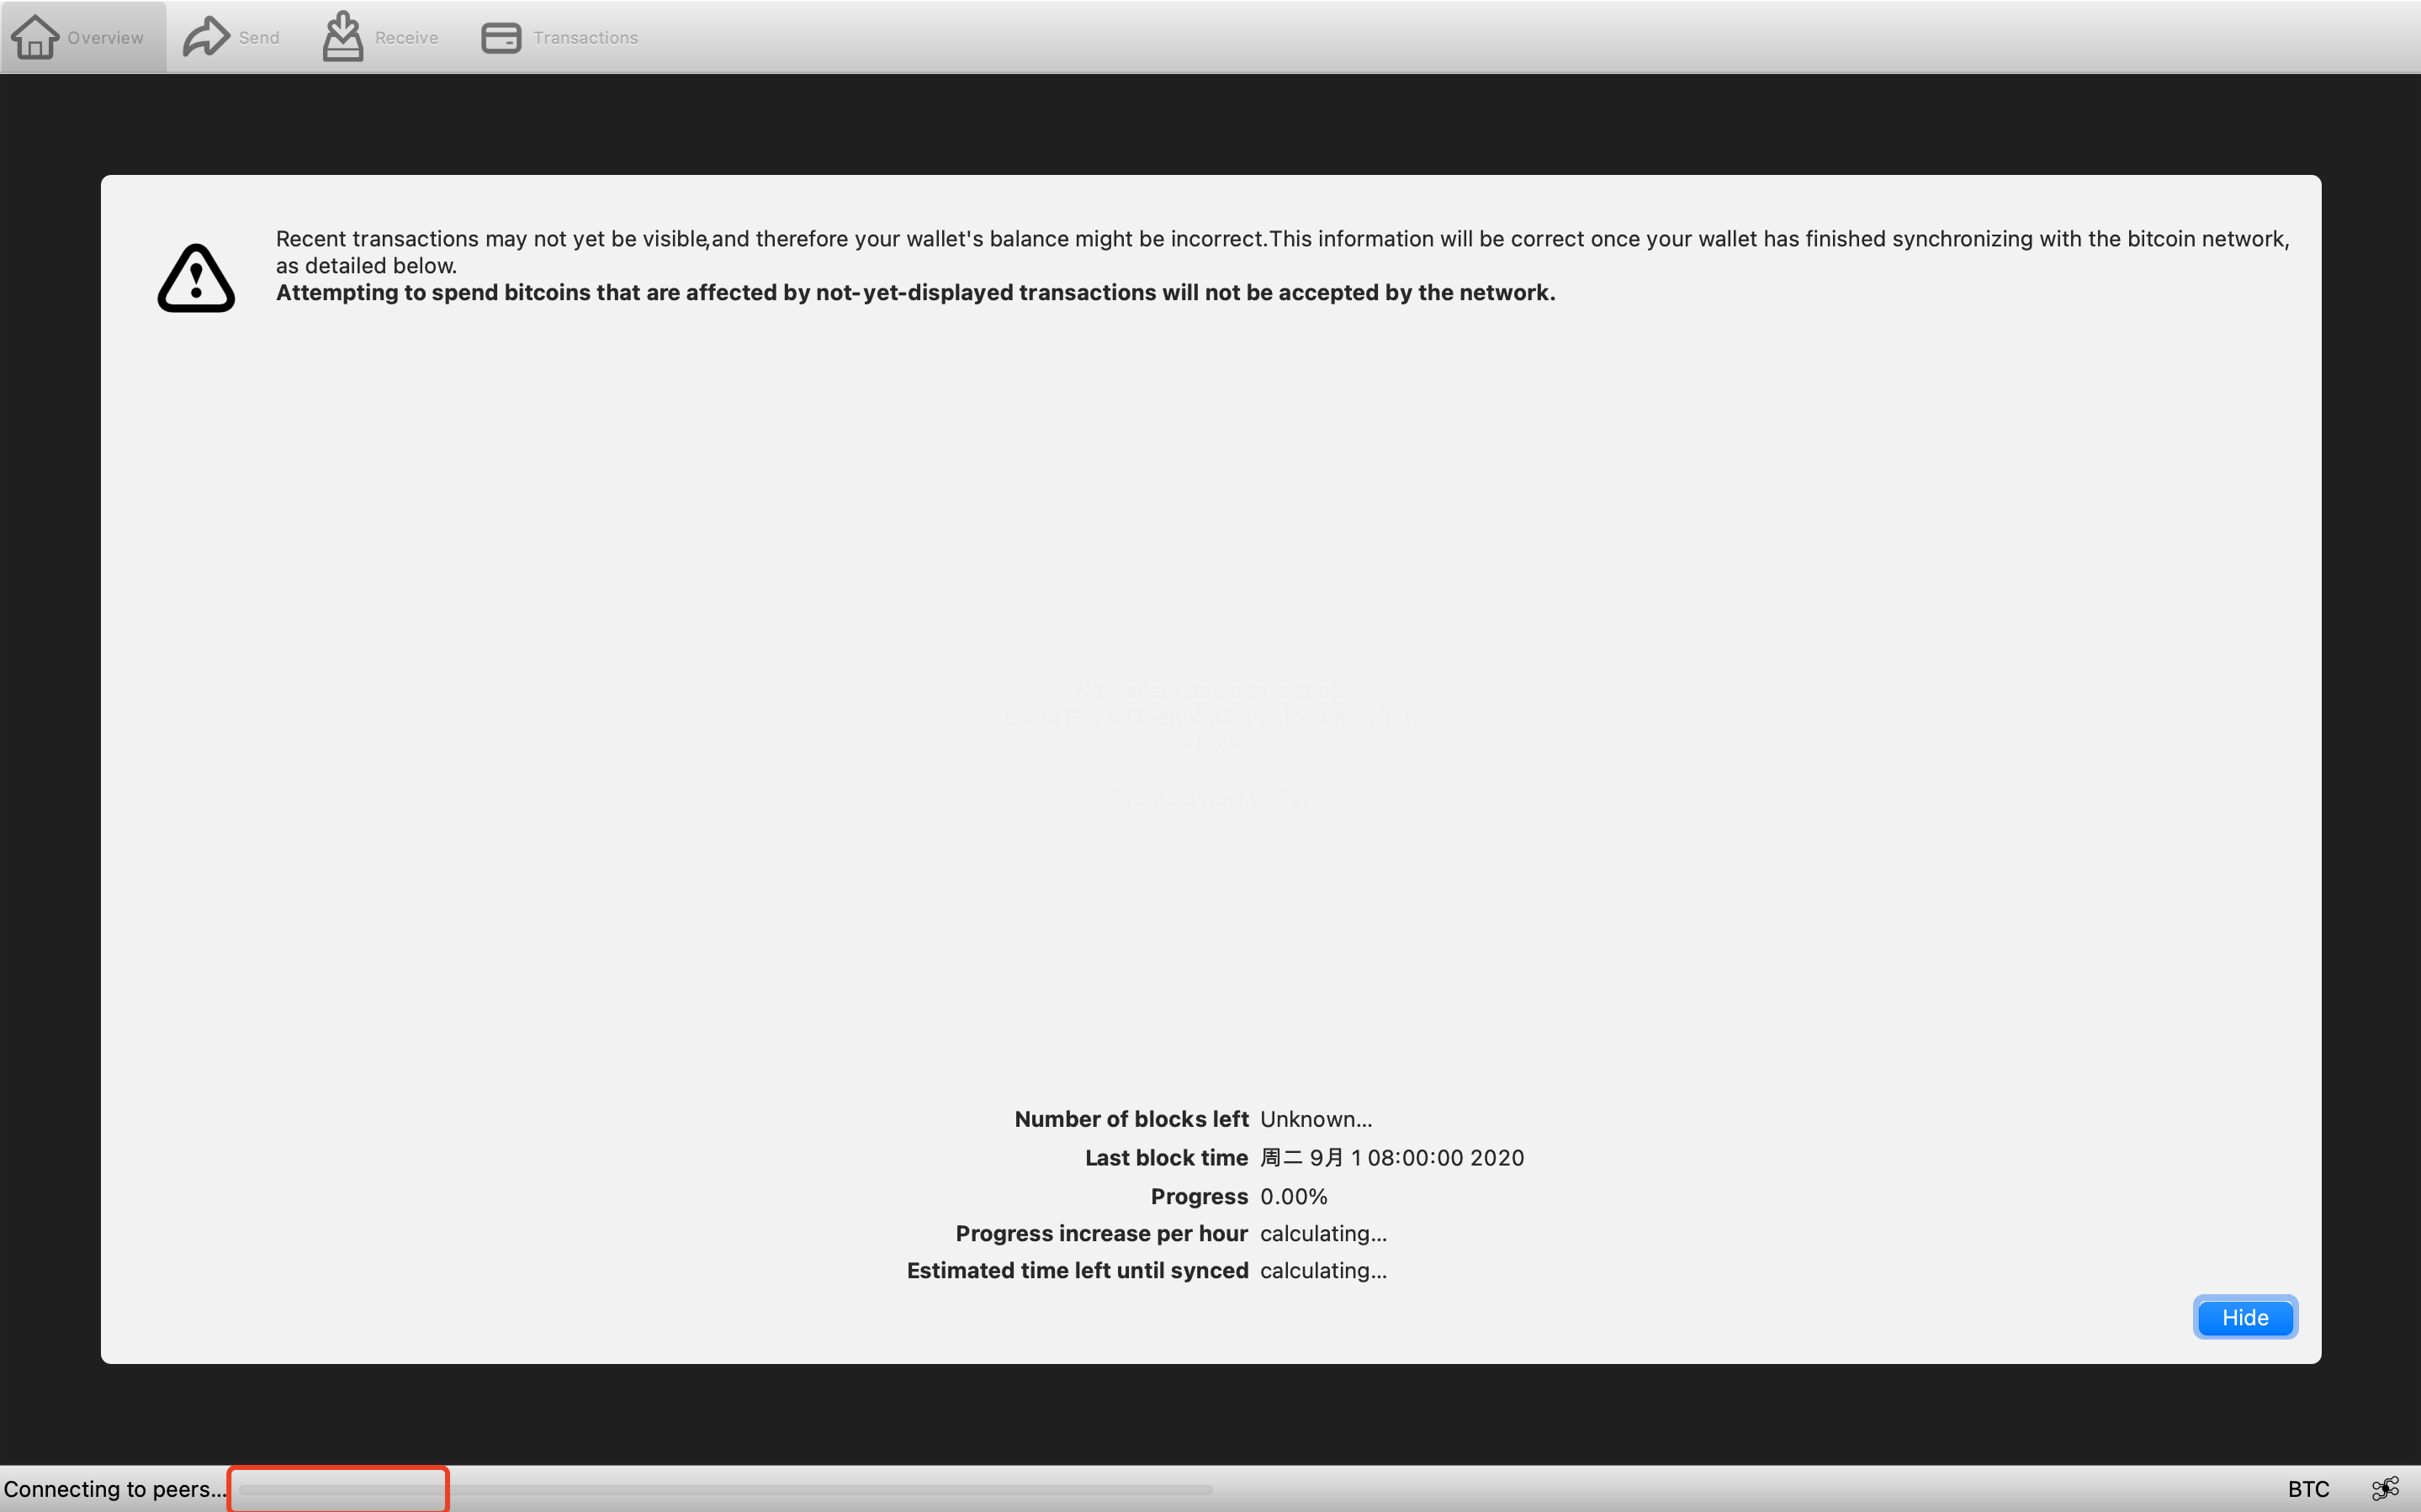 Overview
Send
Receive
Transactions
Recent transactions may not yet be visible,and therefore your wallet's balance might be incorrect.This information will be correct once your wallet has finished synchronizing with the bitcoin network,
as detailed below.
Attempting to spend bitcoins that are affected by not-yet-displayed transactions will not be accepted by the network.
Number of blocks left Unknown...
Last block time 周二 9月 1 08:00:00 2020
Progress 0.00%
Progress increase per hour calculating...
Estimated time left until synced calculating...
Hide
Connecting to peers...
BTC